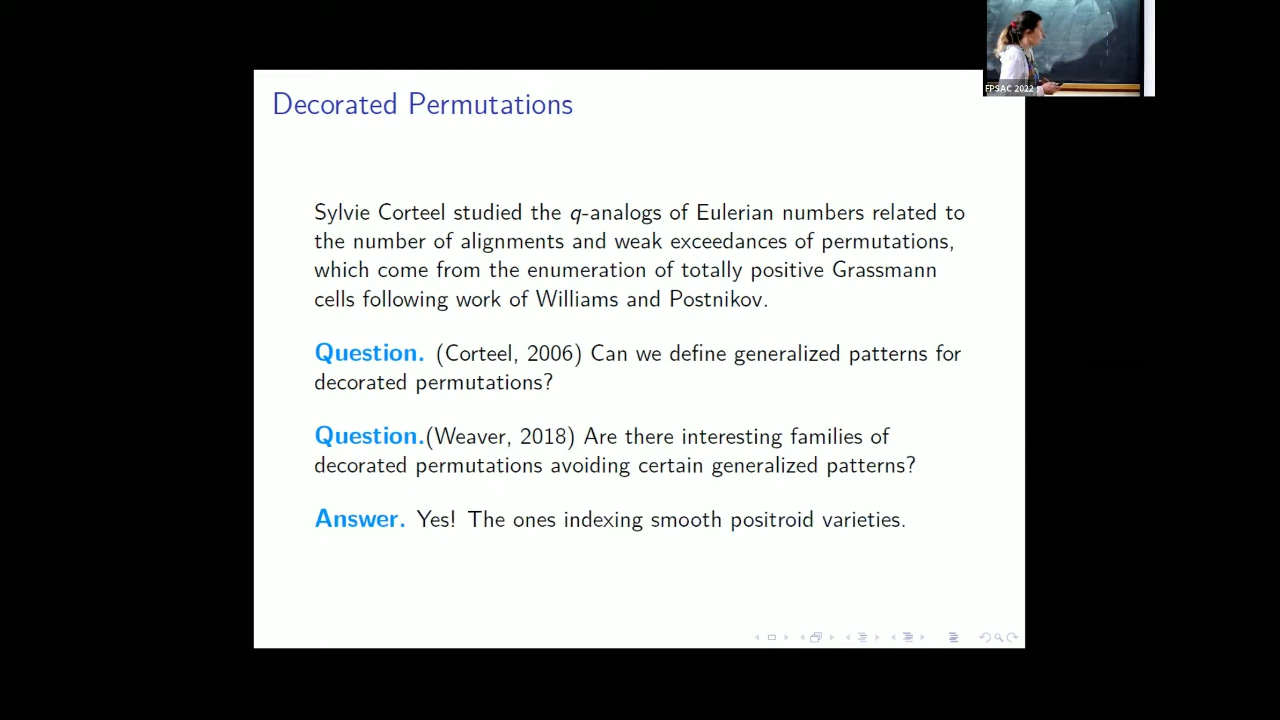 FPSAC 2022
Decorated Permutations
Sylvie Corteel studied the q-analogs of Eulerian numbers related to
the number of alignments and weak exceedances of permutations,
which come from the enumeration of totally positive Grassmann
cells following work of Williams and Postnikov.
Question. (Corteel, 2006) Can we define generalized patterns for
decorated permutations?
Question.(Weaver, 2018) Are there interesting families of
decorated permutations avoiding certain generalized patterns?
Answer. Yes! The ones indexing smooth positroid varieties.